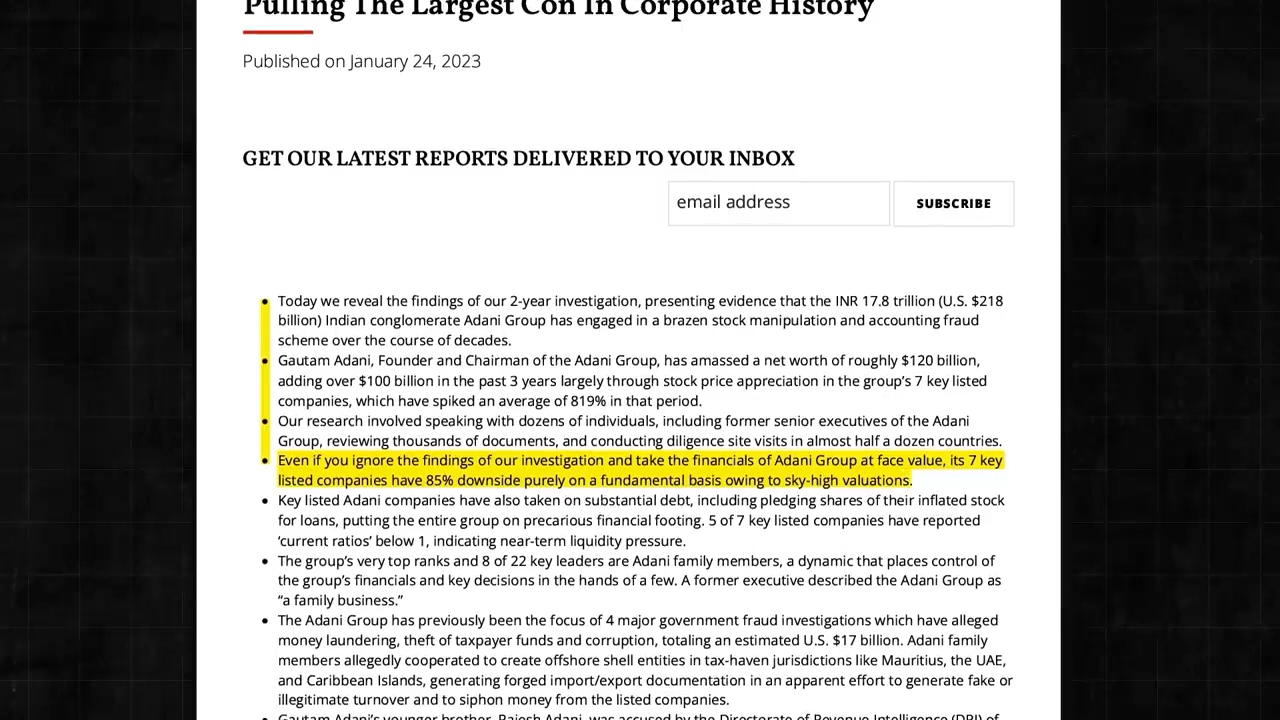 Pulling The Largest Con In Corporate History
Published on January 24, 2023
GET OUR LATEST REPORTS DELIVERED TO YOUR INBOX
email address
SUBSCRIBE
• Today we reveal the findings of our 2-year investigation, presenting evidence that the INR 17.8 trillion (U.S. $218
billion) Indian conglomerate Adani Group has engaged in a brazen stock manipulation and accounting fraud
scheme over the course of decades.
• Gautam Adani, Founder and Chairman of the Adani Group, has amassed a net worth of roughly $120 billion,
adding over $100 billion in the past 3 years largely through stock price appreciation in the group’s 7 key listed
companies, which have spiked an average of 819% in that period.
• Our research involved speaking with dozens of individuals, including former senior executives of the Adani
Group, reviewing thousands of documents, and conducting diligence site visits in almost half a dozen countries.
• Even if you ignore the findings of our investigation and take the financials of Adani Group at face value, its 7 key
listed companies have 85% downside purely on a fundamental basis owing to sky-high valuations.
• Key listed Adani companies have also taken on substantial debt, including pledging shares of their inflated stock
for loans, putting the entire group on precarious financial footing. 5 of 7 key listed companies have reported
‘current ratios’ below 1, indicating near-term liquidity pressure.
• The group’s very top ranks and 8 of 22 key leaders are Adani family members, a dynamic that places control of
the group’s financials and key decisions in the hands of a few. A former executive described the Adani Group as
“a family business.”
• The Adani Group has previously been the focus of 4 major government fraud investigations which have alleged
money laundering, theft of taxpayer funds and corruption, totaling an estimated U.S. $17 billion. Adani family
members allegedly cooperated to create offshore shell entities in tax-haven jurisdictions like Mauritius, the UAE,
and Caribbean Islands, generating forged import/export documentation in an apparent effort to generate fake or
illegitimate turnover and to siphon money from the listed companies.
• Gautam Adani’s younger brother, Rajesh Adani, was accused by the Directorate of Revenue Intelligence (DRI) of